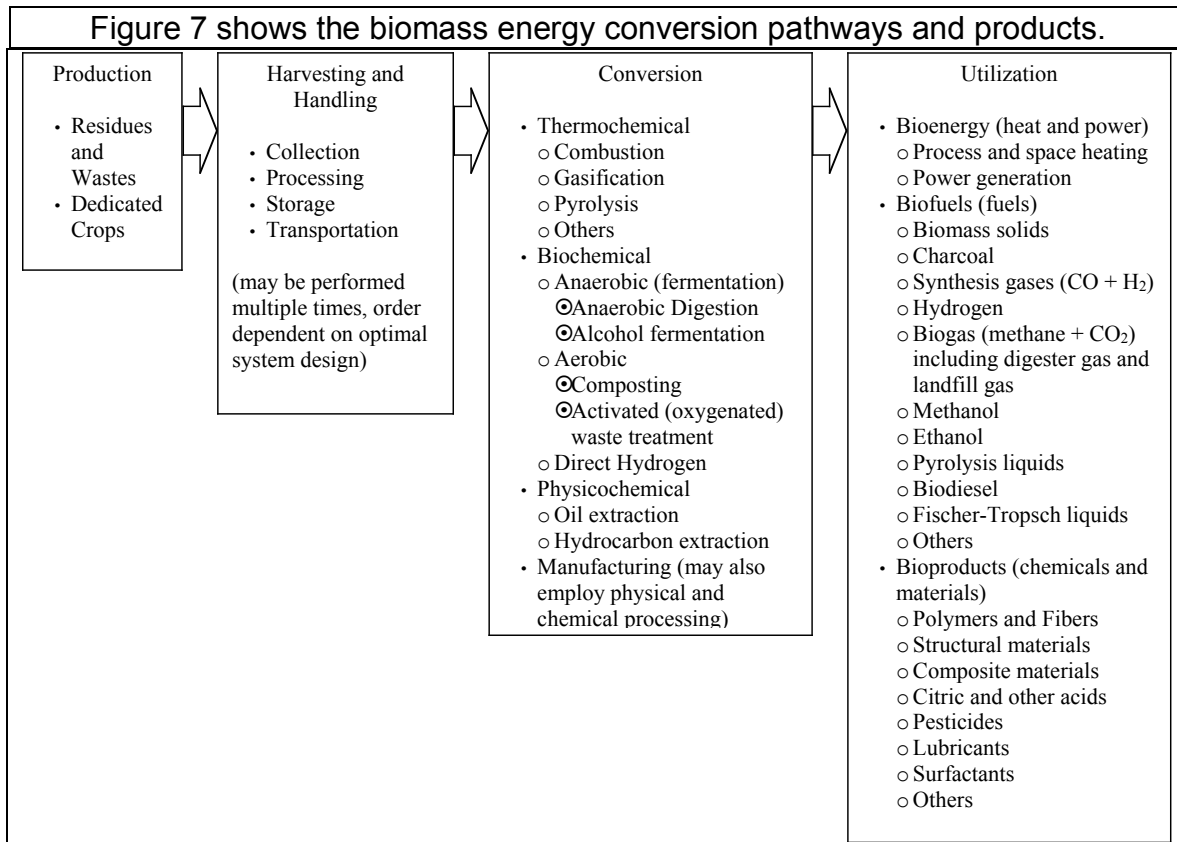 Figure 7 shows the biomass energy conversion pathways and products.
Production
• Residues
and
Wastes
• Dedicated
Crops
Harvesting and
Handling
• Collection
• Processing
• Storage
• Transportation
(may be performed
multiple times, order
dependent on optimal
system design)
Conversion
• Thermochemical
o Combustion
o Gasification
o Pyrolysis
o Others
• Biochemical
o Anaerobic (fermentation)
⊙Anaerobic Digestion
⊙Alcohol fermentation
o Aerobic
⊙Composting
⊙Activated (oxygenated)
waste treatment
o Direct Hydrogen
• Physicochemical
o Oil extraction
o Hydrocarbon extraction
• Manufacturing (may also
employ physical and
chemical processing)
Utilization
• Bioenergy (heat and power)
o Process and space heating
o Power generation
• Biofuels (fuels)
o Biomass solids
o Charcoal
o Synthesis gases (CO + H₂)
o Hydrogen
o Biogas (methane + CO₂)
including digester gas and
landfill gas
o Methanol
o Ethanol
o Pyrolysis liquids
o Biodiesel
o Fischer-Tropsch liquids
o Others
• Bioproducts (chemicals and
materials)
o Polymers and Fibers
o Structural materials
o Composite materials
o Citric and other acids
o Pesticides
o Lubricants
o Surfactants
o Others